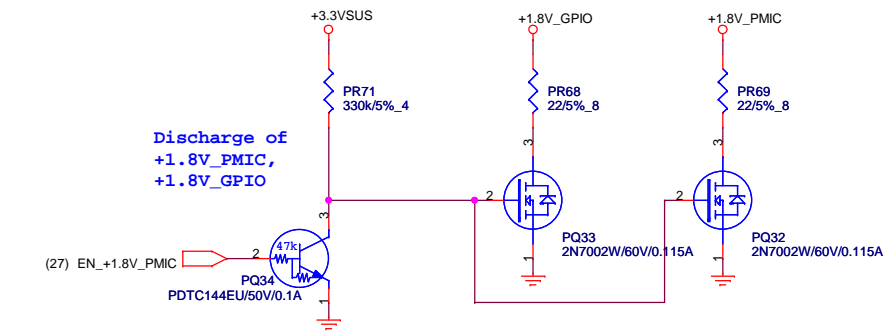 +3.3VSUS
+1.8V_GPIO
+1.8V_PMIC
PR71
330k/5%_4
PR68
22/5%_8
PR69
22/5%_8
Discharge of
+1.8V_PMIC,
+1.8V_GPIO
3
3
3
2
2
47k
2
(27) EN_+1.8V_PMIC
PQ34
PDTC144EU/50V/0.1A
1
PQ33
2N7002W/60V/0.115A
1
PQ32
2N7002W/60V/0.115A
1